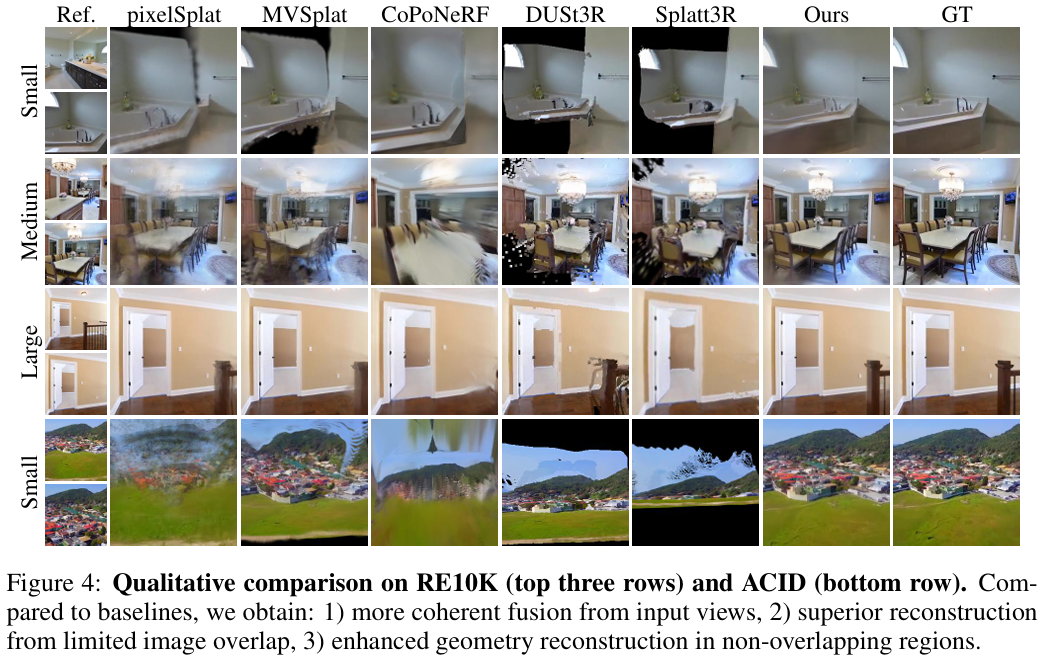 Ref. pixelSplat MVSplat CoPoNeRF DUSt3R Splatt3R Ours GT
Small
Medium
Large
Small
Figure 4: Qualitative comparison on RE10K (top three rows) and ACID (bottom row). Com-
pared to baselines, we obtain: 1) more coherent fusion from input views, 2) superior reconstruction
from limited image overlap, 3) enhanced geometry reconstruction in non-overlapping regions.